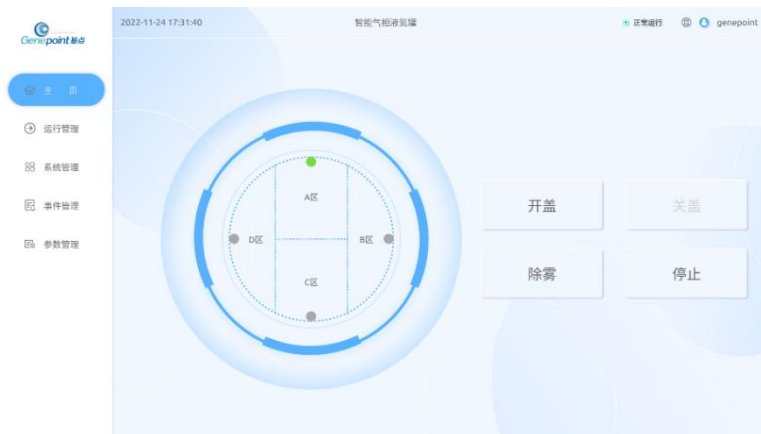 2022-11-24 17:31:40
智能气相液氮罐
正常运行
genepoint
Genepoint 基点
主 页
运行管理
系统管理
事件管理
参数管理
A区
D区
B区
C区
开盖
关盖
除雾
停止